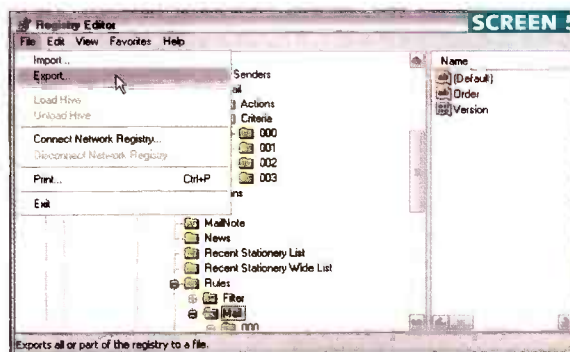 SCREEN 5
Registry Editor
File Edit View Favorites Help
Import...
Export...
Load Hive
Unload Hive
Connect Network Registry...
Disconnect Network Registry
Print... Ctrl+P
Exit
Senders
Actions
Criteria
000
001
002
003
MailNote
News
Recent Stationery List
Recent Stationery Wide List
Rules
Filter
Mail
000
Name
(Default)
Order
Version
Exports all or part of the registry to a file.